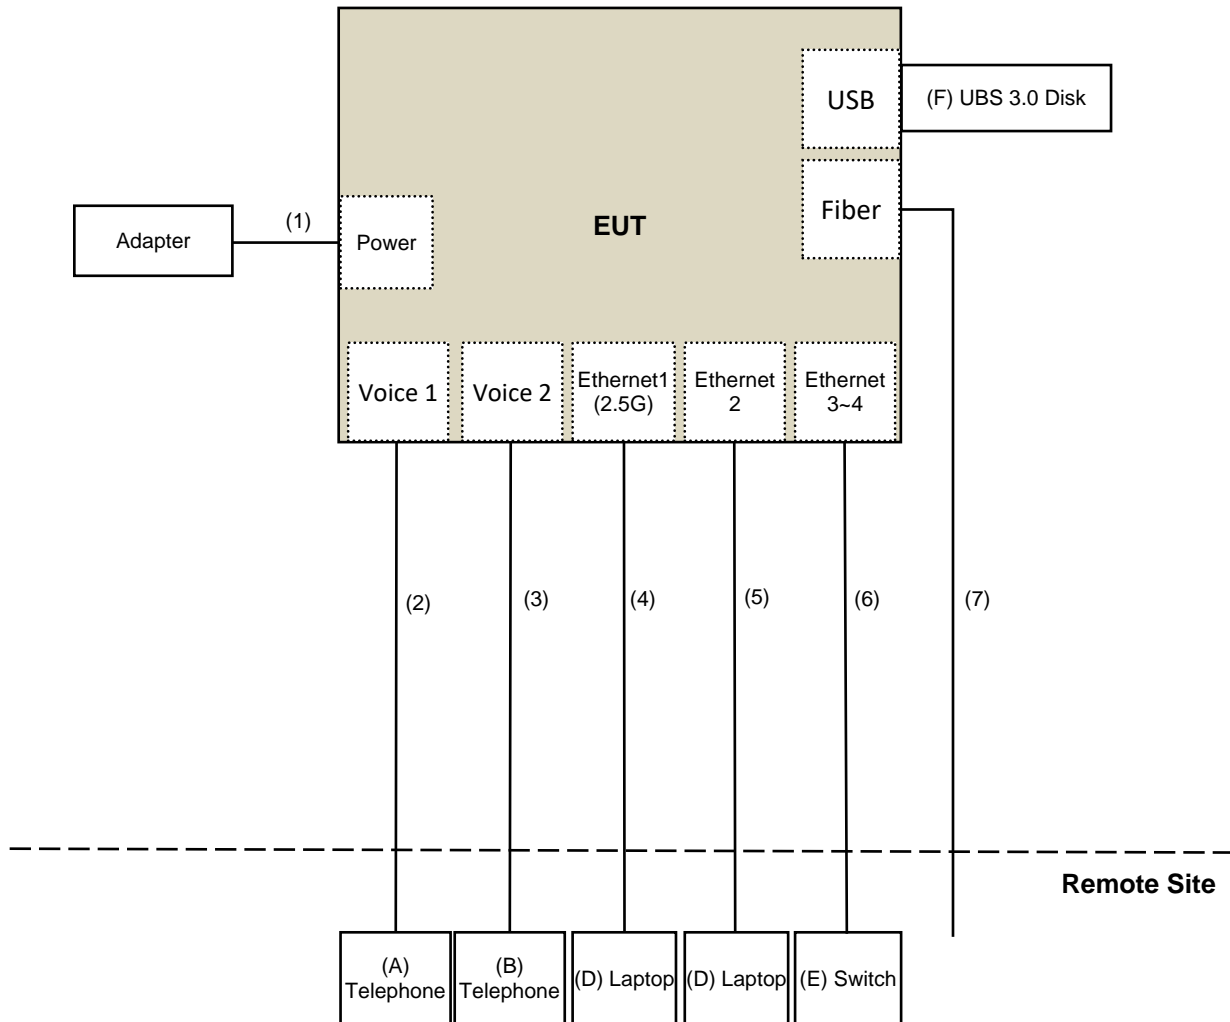 USB
(F) UBS 3.0 Disk
Fiber
EUT
(1)
Adapter
Power
Voice 1
Voice 2
Ethernet1
(2.5G)
Ethernet
2
Ethernet
3~4
(2)
(3)
(4)
(5)
(6)
(7)
Remote Site
(A)
Telephone
(B)
Telephone
(D) Laptop
(D) Laptop
(E) Switch